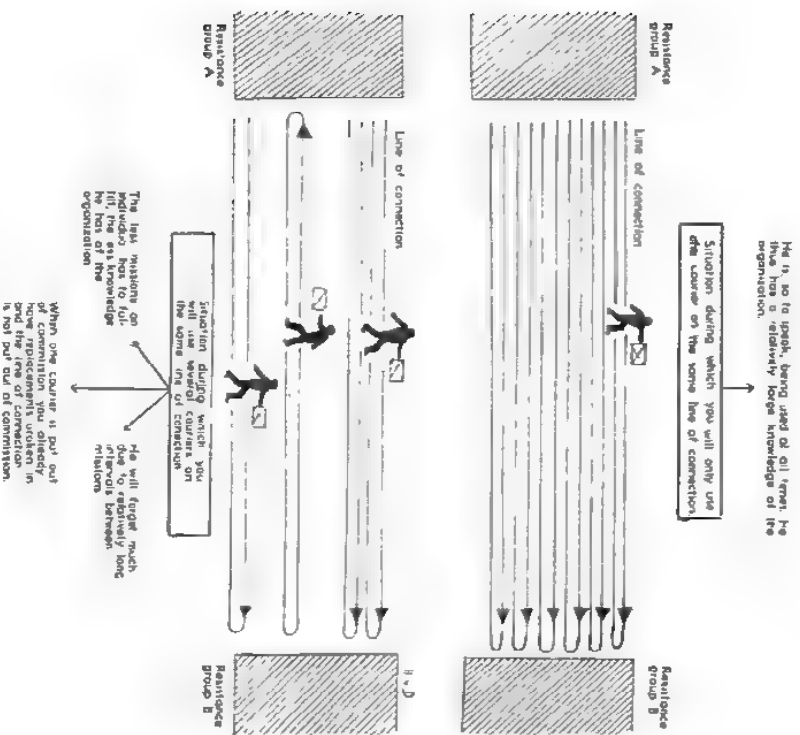 He is, so to speak, being used at all times. He
thus has a relatively large knowledge of the
organization.
Situation during which you will only use
one courier on the same line of connection.
Resistance
group A
Line of connection
Resistance
group B
Resistance
group A
Line of connection
Resistance
group B
Situation during which you
will use several couriers on
the same line of conection
The less missions an
individual has to ful-
fill, the less knowledge
he has of the
organization
He will forget much
due to relatively long
intervals between
missions
When one courier is put out
of commission you already
have replacements broken in
and the line of connection
is not put out of commission.